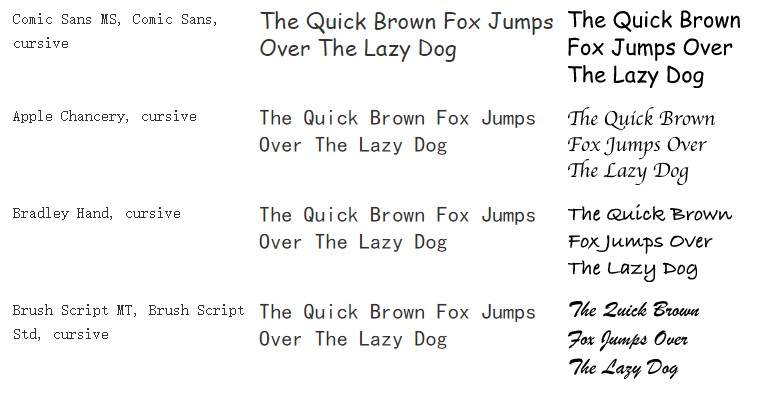 Comic Sans MS, Comic Sans,
cursive
The Quick Brown Fox Jumps
Over The Lazy Dog
The Quick Brown
Fox Jumps Over
The Lazy Dog
Apple Chancery, cursive
The Quick Brown Fox Jumps
Over The Lazy Dog
The Quick Brown
Fox Jumps Over
The Lazy Dog
Bradley Hand, cursive
The Quick Brown Fox Jumps
Over The Lazy Dog
The Quick Brown
Fox Jumps Over
The Lazy Dog
Brush Script MT, Brush Script
Std, cursive
The Quick Brown Fox Jumps
Over The Lazy Dog
The Quick Brown
Fox Jumps Over
The Lazy Dog